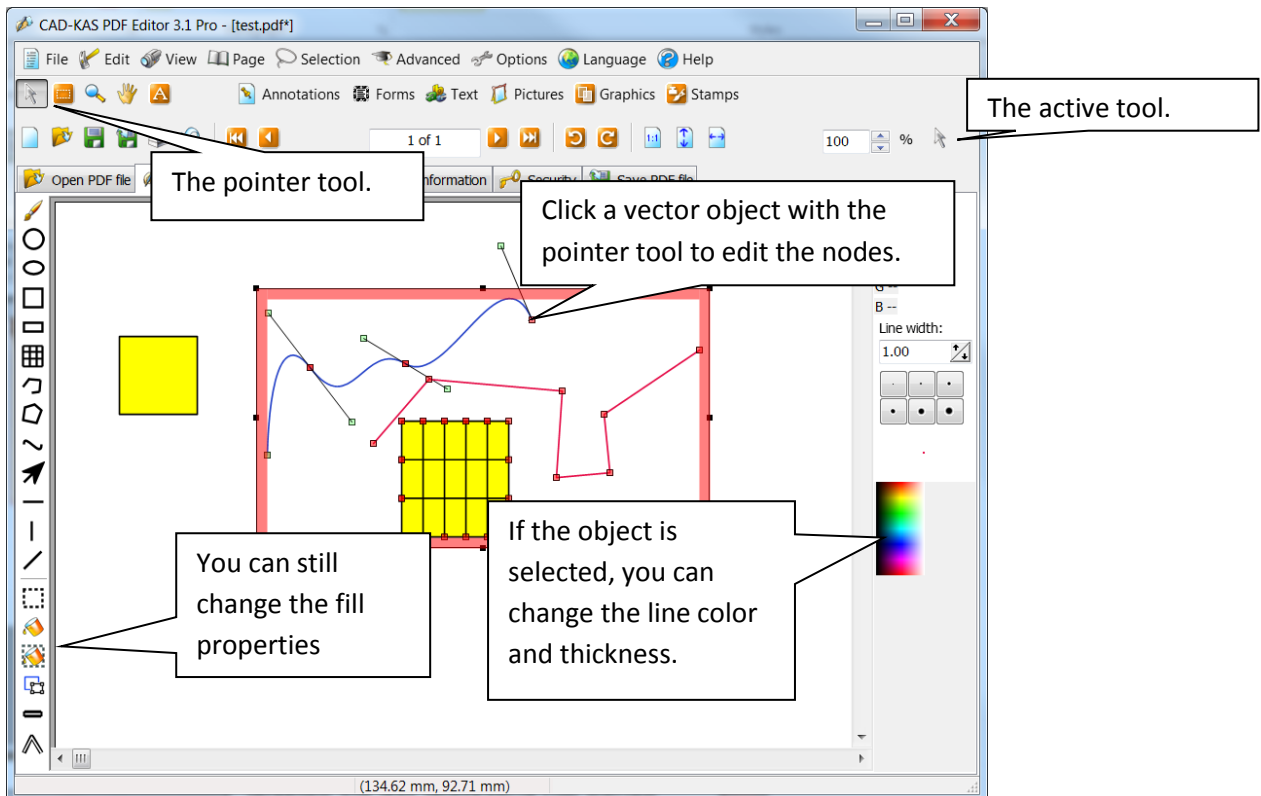 CAD-KAS PDF Editor 3.1 Pro - [test.pdf*]
File Edit View Page Selection Advanced Options Language Help
A Annotations Forms Text Pictures Graphics Stamps
The active tool.
1 of 1 1:1 100 %
The pointer tool.
Open PDF file nformation Security Save PDF file
Click a vector object with the
pointer tool to edit the nodes.
G --
B --
Line width:
1.00
If the object is
selected, you can
change the line color
and thickness.
You can still
change the fill
properties
(134.62 mm, 92.71 mm)